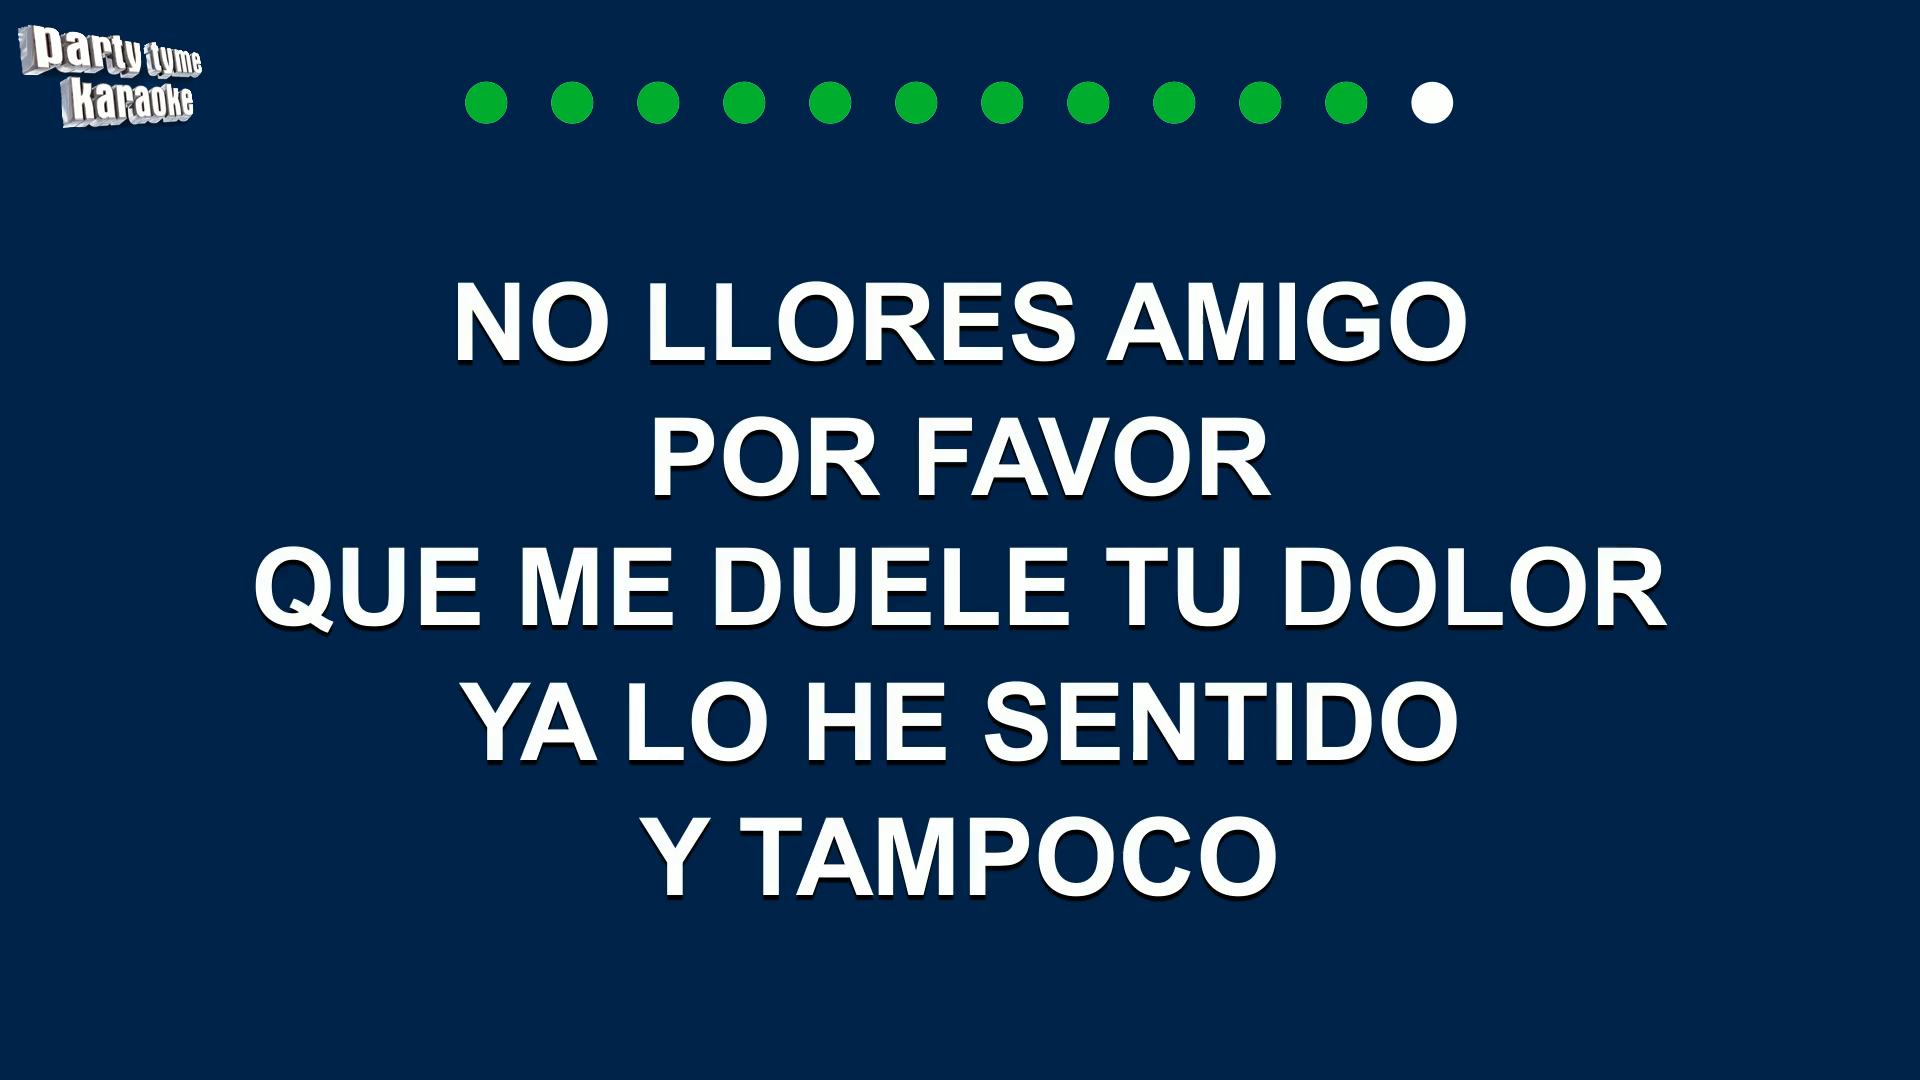 party tyme
karaoke
NO LLORES AMIGO
POR FAVOR
QUE ME DUELE TU DOLOR
YA LO HE SENTIDO
Y TAMPOCO